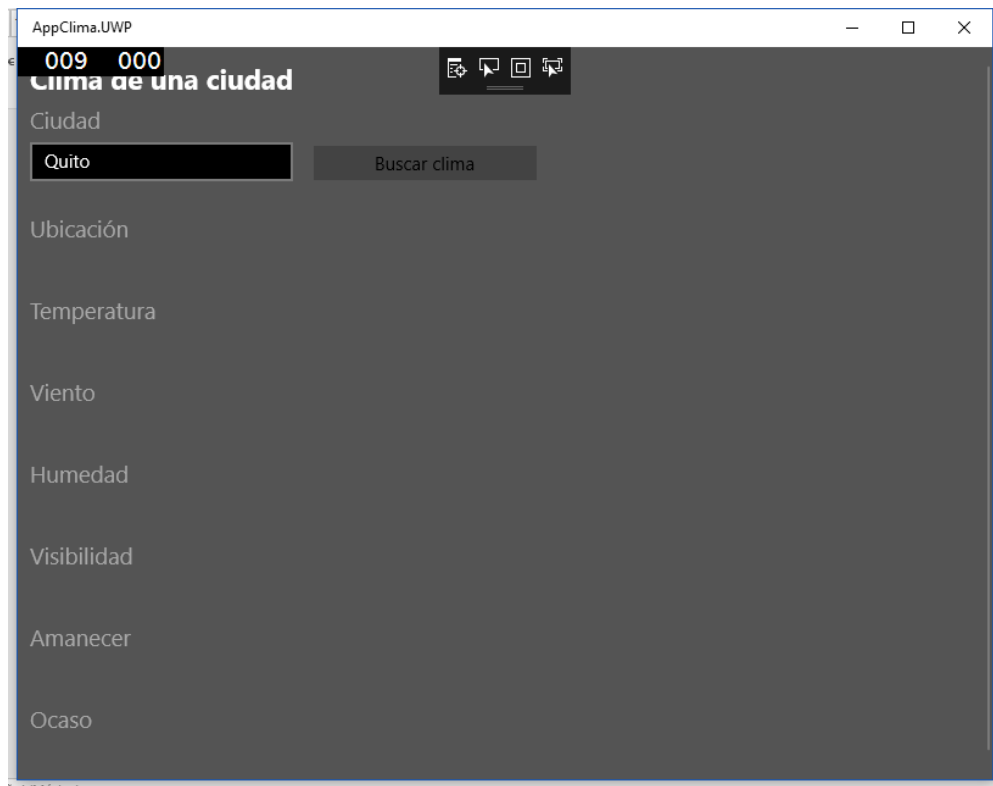 AppClima.UWP
009 000
Clima de una ciudad
Ciudad
Quito
Buscar clima
Ubicación
Temperatura
Viento
Humedad
Visibilidad
Amanecer
Ocaso